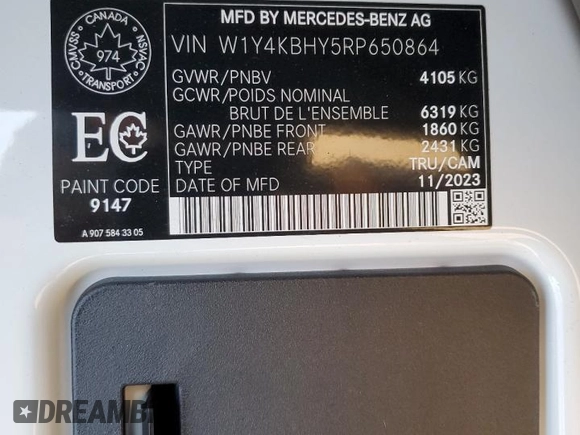 MFD BY MERCEDES-BENZ AG
CANADA
CMVSS
NSVAC
974
TRANSPORT
VIN W1Y4KBHY5RP650864
GVWR/PNBV 4105 KG
GCWR/POIDS NOMINAL
BRUT DE L'ENSEMBLE 6319 KG
GAWR/PNBE FRONT 1860 KG
GAWR/PNBE REAR 2431 KG
TYPE TRU/CAM
DATE OF MFD 11/2023
EC
PAINT CODE
9147
A 907 584 33 05
DREAMB